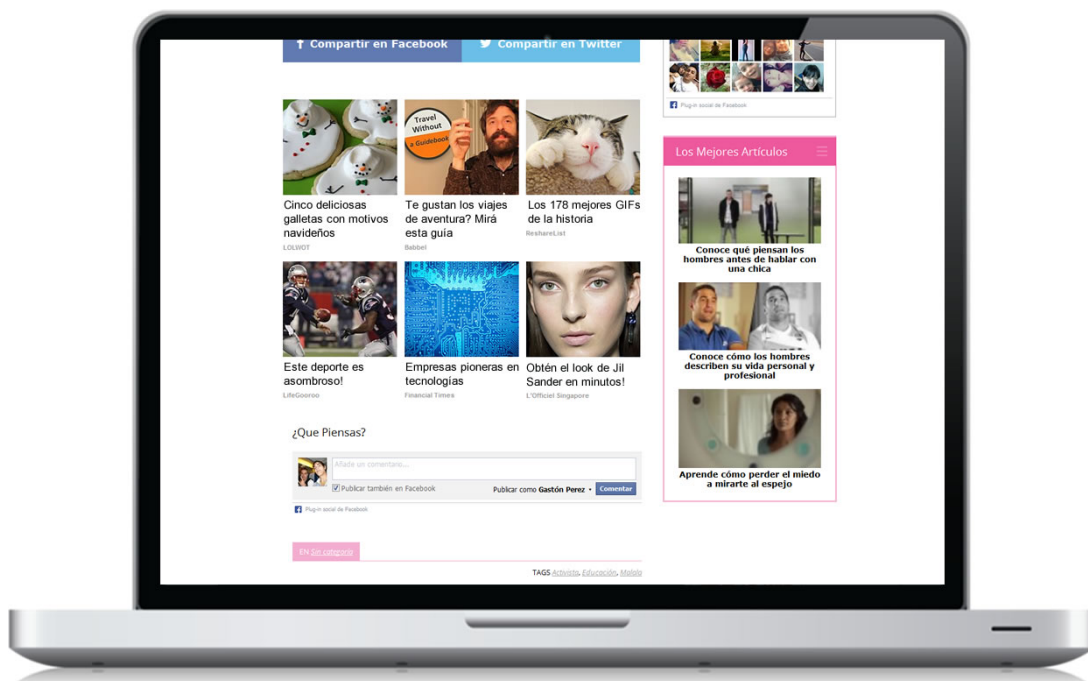 Compartir en Facebook
Compartir en Twitter
Plug-in social de Facebook
Travel
Without
a Guidebook
Cinco deliciosas
galletas con motivos
navideños
LOLWOT
Te gustan los viajes
de aventura? Mirá
esta guía
Babbel
Los 178 mejores GIFs
de la historia
ReshareList
Este deporte es
asombroso!
LifeGooroo
Empresas pioneras en
tecnologías
Financial Times
Obtén el look de Jil
Sander en minutos!
L'Officiel Singapore
¿Que Piensas?
Añade un comentario...
Publicar también en Facebook
Publicar como Gastón Perez
Comentar
Plug-in social de Facebook
EN Sin categoría
TAGS Activista, Educación, Malala
Los Mejores Artículos
Conoce qué piensan los
hombres antes de hablar con
una chica
Conoce cómo los hombres
describen su vida personal y
profesional
Aprende cómo perder el miedo
a mirarte al espejo